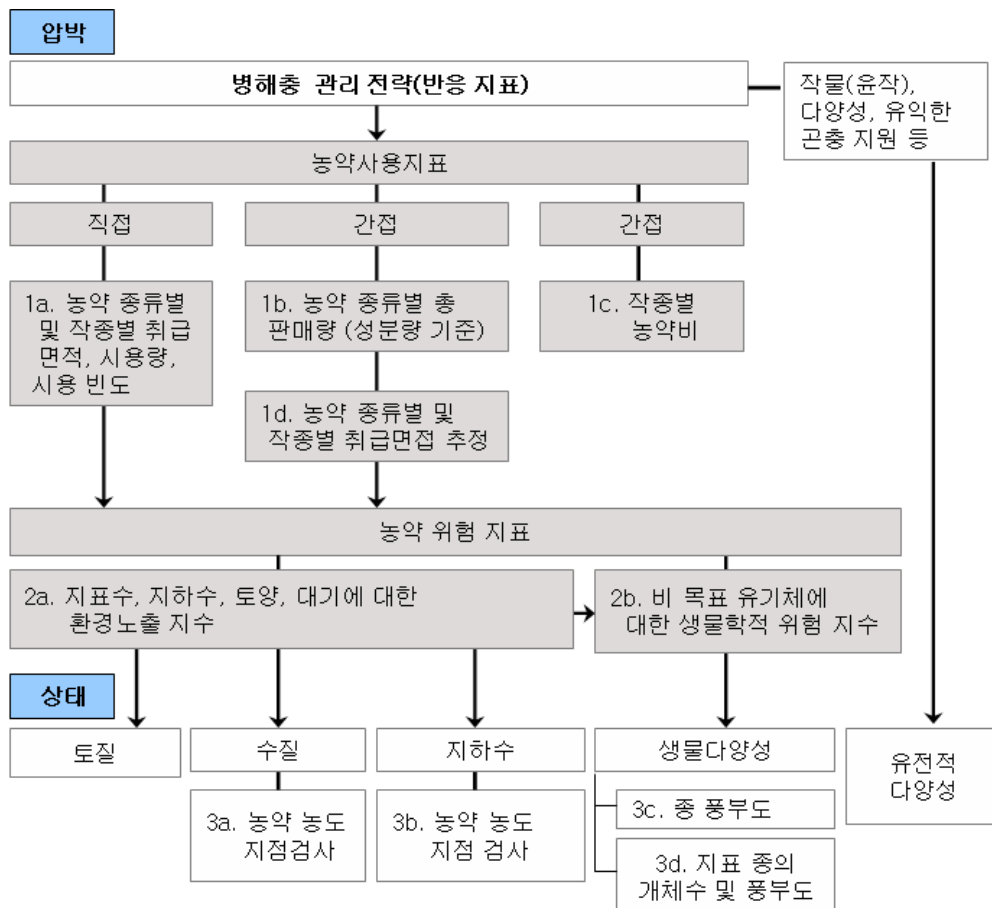 압박
병해충 관리 전략(반응 지표)
작물(윤작),
다양성, 유익한
곤충 지원 등
농약사용지표
직접
간접
간접
1a. 농약 종류별
및 작종별 취급
면적, 시용량,
시용 빈도
1b. 농약 종류별 총
판매량 (성분량 기준)
1c. 작종별
농약비
1d. 농약 종류별 및
작종별 취급면접 추정
농약 위험 지표
2a. 지표수, 지하수, 토양, 대기에 대한
환경노출 지수
2b. 비 목표 유기체에
대한 생물학적 위험 지수
상태
토질
수질
지하수
생물다양성
유전적
다양성
3a. 농약 농도
지점검사
3b. 농약 농도
지점 검사
3c. 종 풍부도
3d. 지표 종의
개체수 및 풍부도